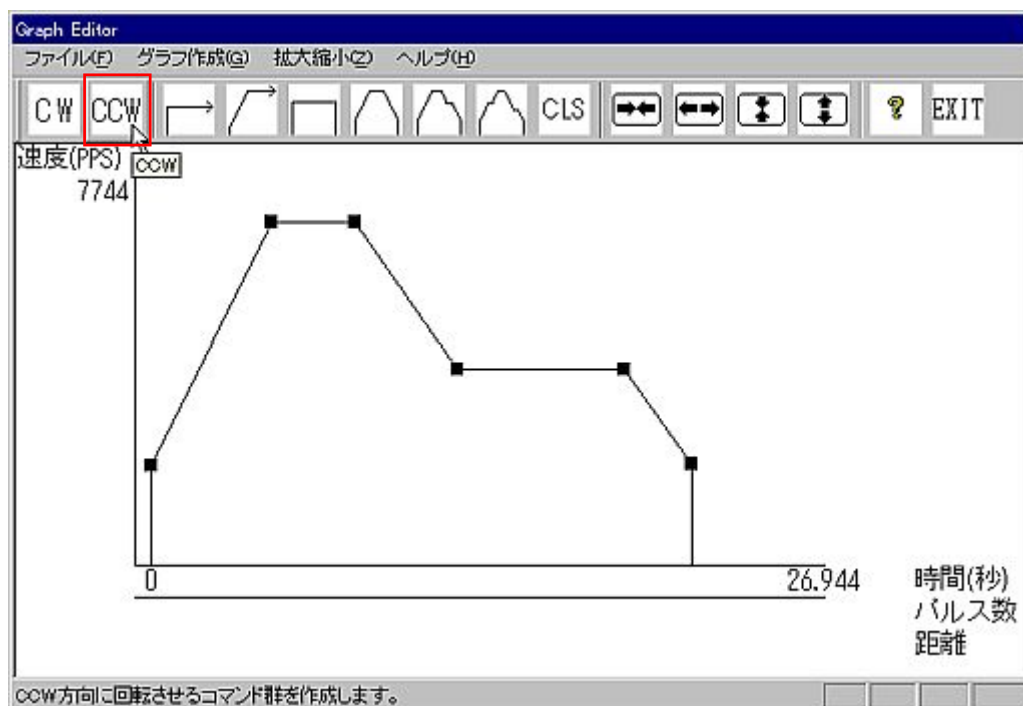 Graph Editor
ファイル(F) グラフ作成(G) 拡大縮小(Z) ヘルプ(H)
CW CCW CLS ? EXIT
CCW
速度(PPS)
7744
0 26.944 時間(秒)
パルス数
距離
CCW方向に回転させるコマンド群を作成します。